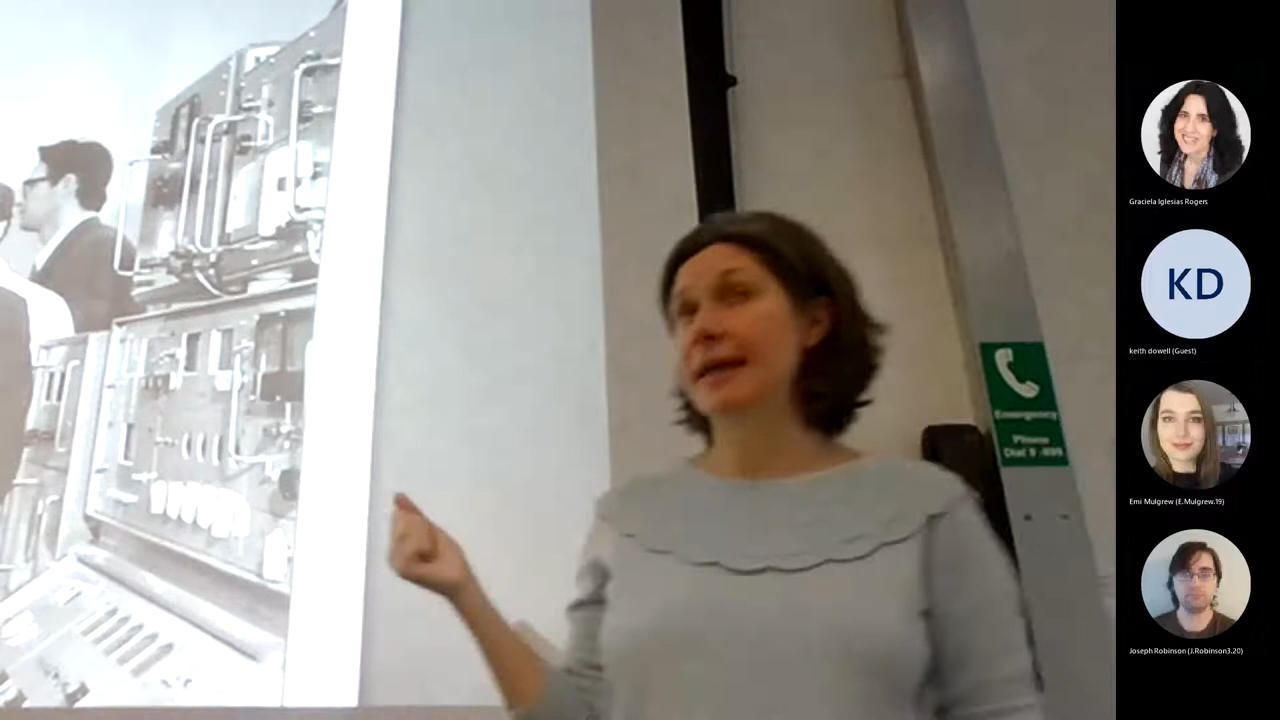 Graciela Iglesias Rogers
KD
keith dowell (Guest)
Emi Mulgrew (E.Mulgrew.19)
Joseph Robinson (J.Robinson3.20)
Emergency
Phone
Dial 9-999